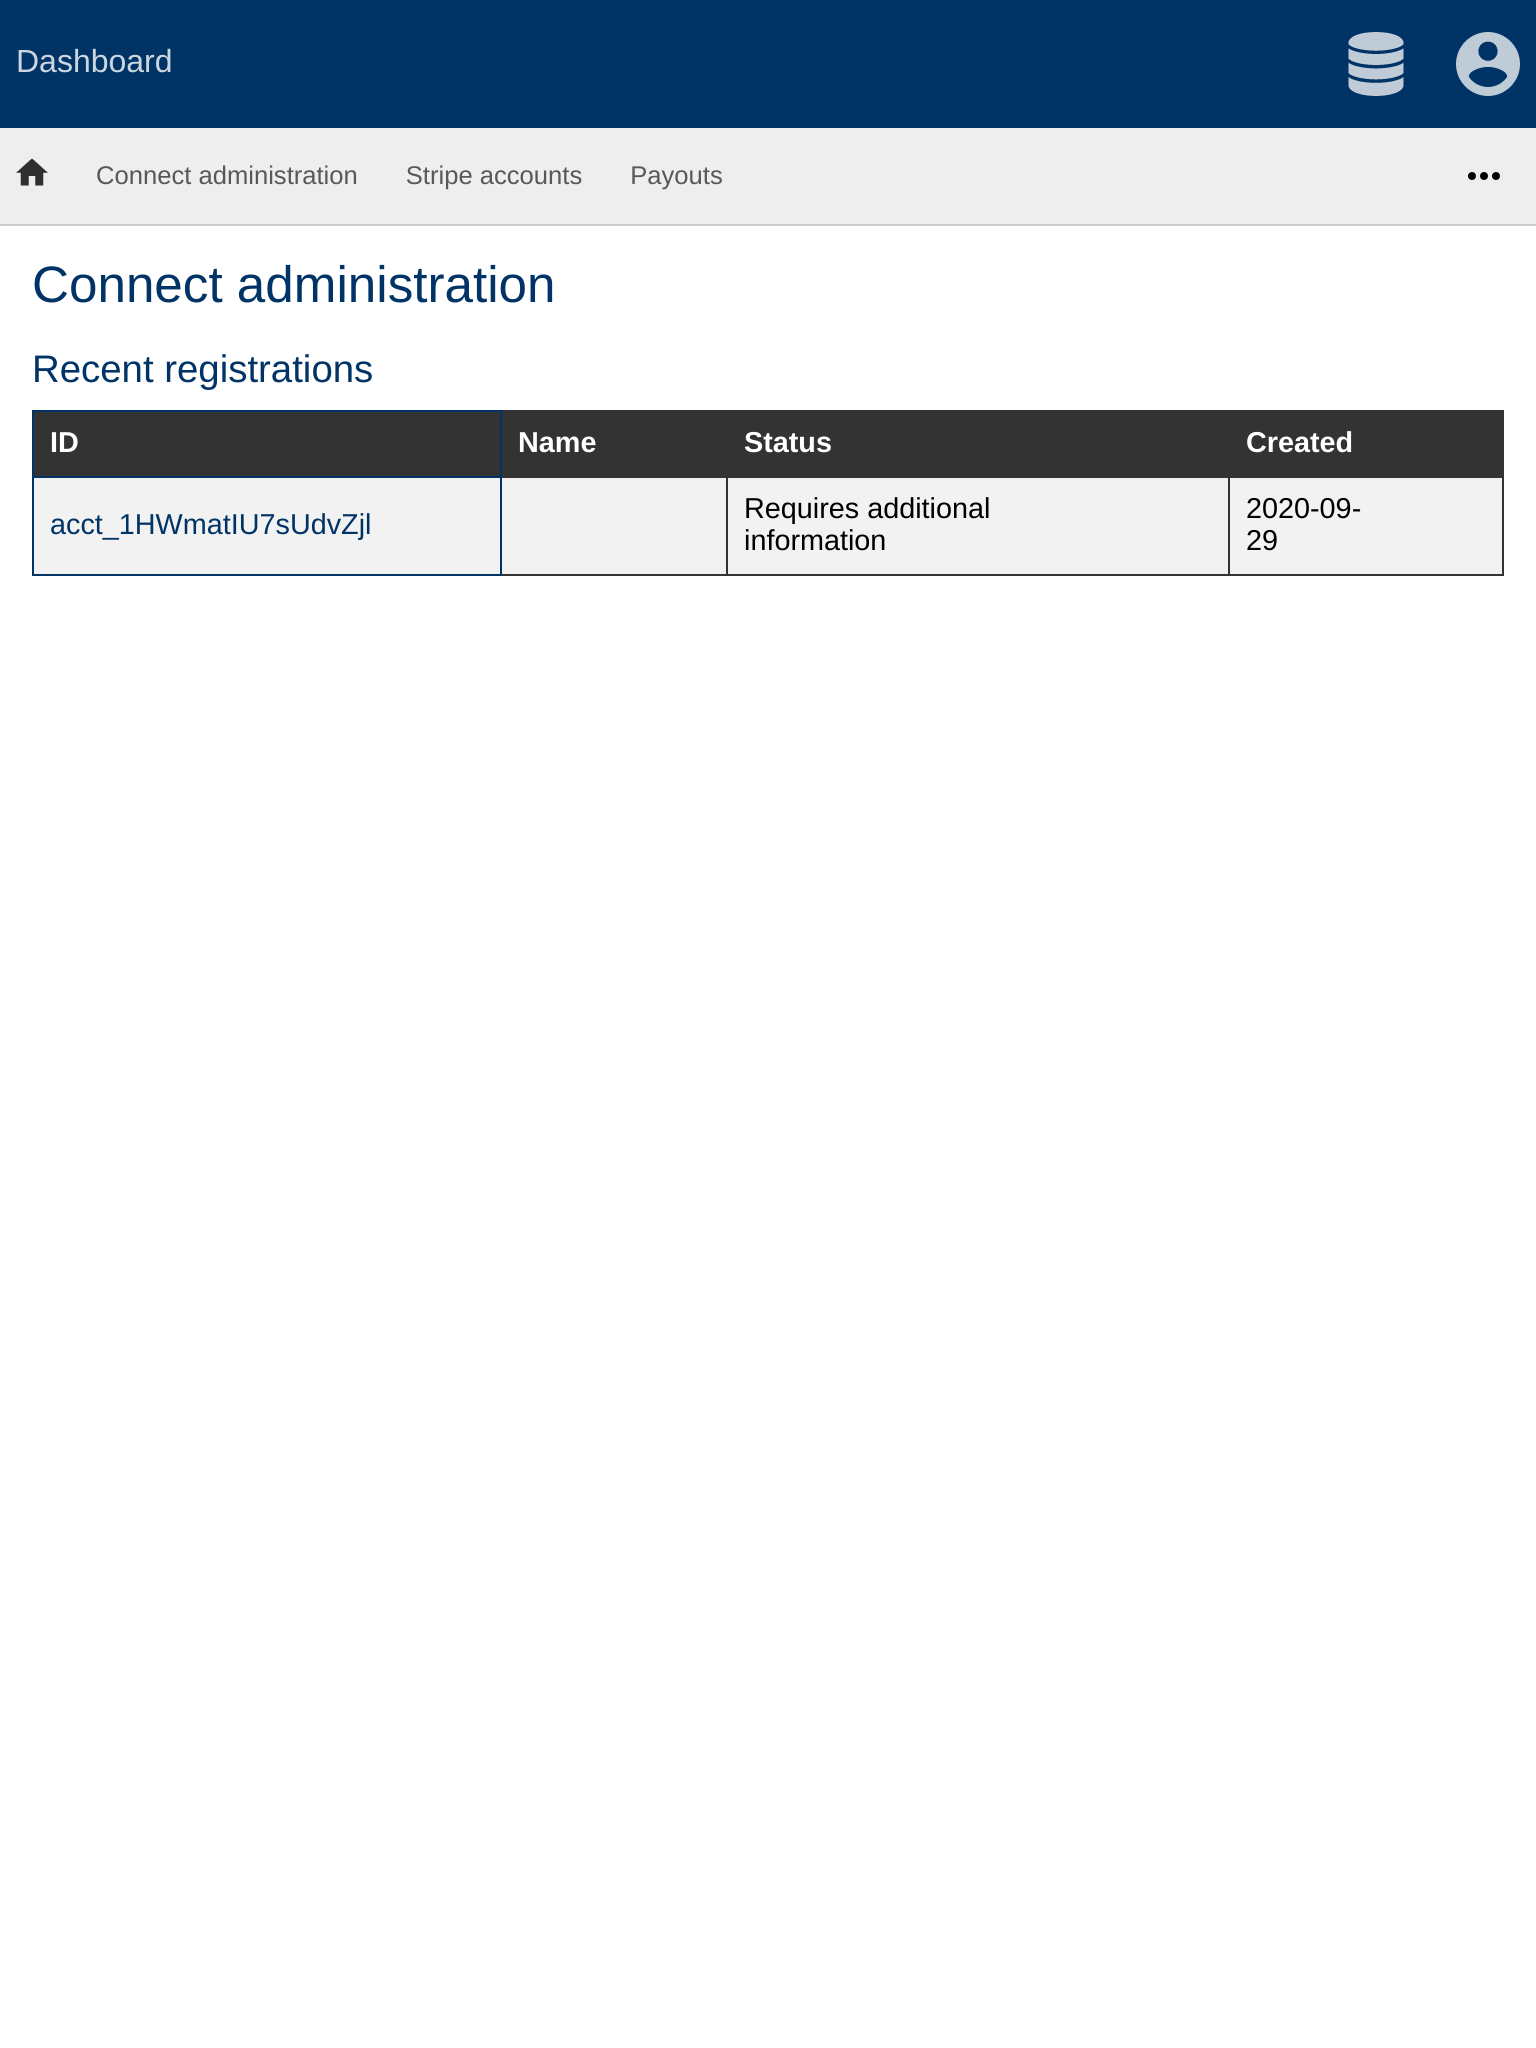 Dashboard
Connect administration Stripe accounts Payouts
Connect administration
Recent registrations
ID Name Status Created
acct_1HWmatIU7sUdvZjl Requires additional 2020-09-
information 29